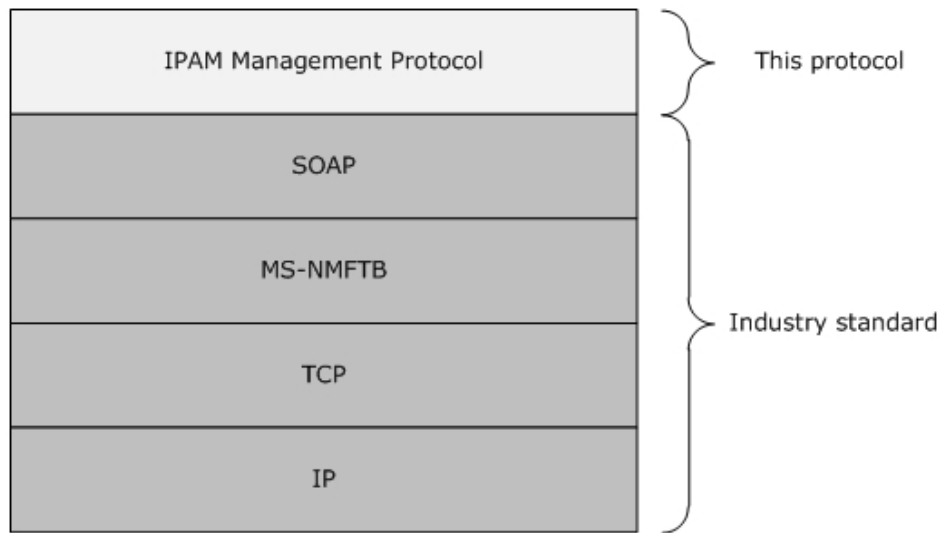 IPAM Management Protocol
This protocol
SOAP
MS-NMFTB
Industry standard
TCP
IP